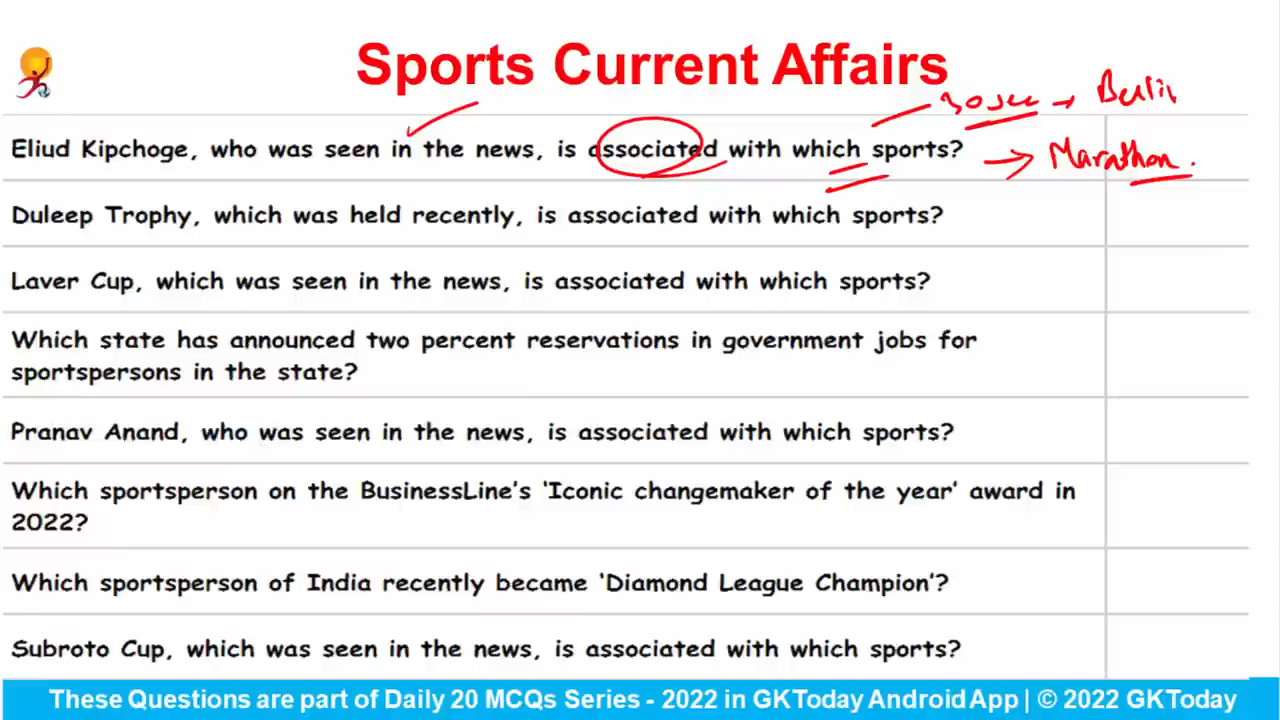 Sports Current Affairs
30 sec → Berlin
Eliud Kipchoge, who was seen in the news, is associated with which sports? → Marathon.
Duleep Trophy, which was held recently, is associated with which sports?
Laver Cup, which was seen in the news, is associated with which sports?
Which state has announced two percent reservations in government jobs for
sportspersons in the state?
Pranav Anand, who was seen in the news, is associated with which sports?
Which sportsperson on the BusinessLine's 'Iconic changemaker of the year' award in
2022?
Which sportsperson of India recently became 'Diamond League Champion'?
Subroto Cup, which was seen in the news, is associated with which sports?
These Questions are part of Daily 20 MCQs Series - 2022 in GKToday Android App | © 2022 GKToday